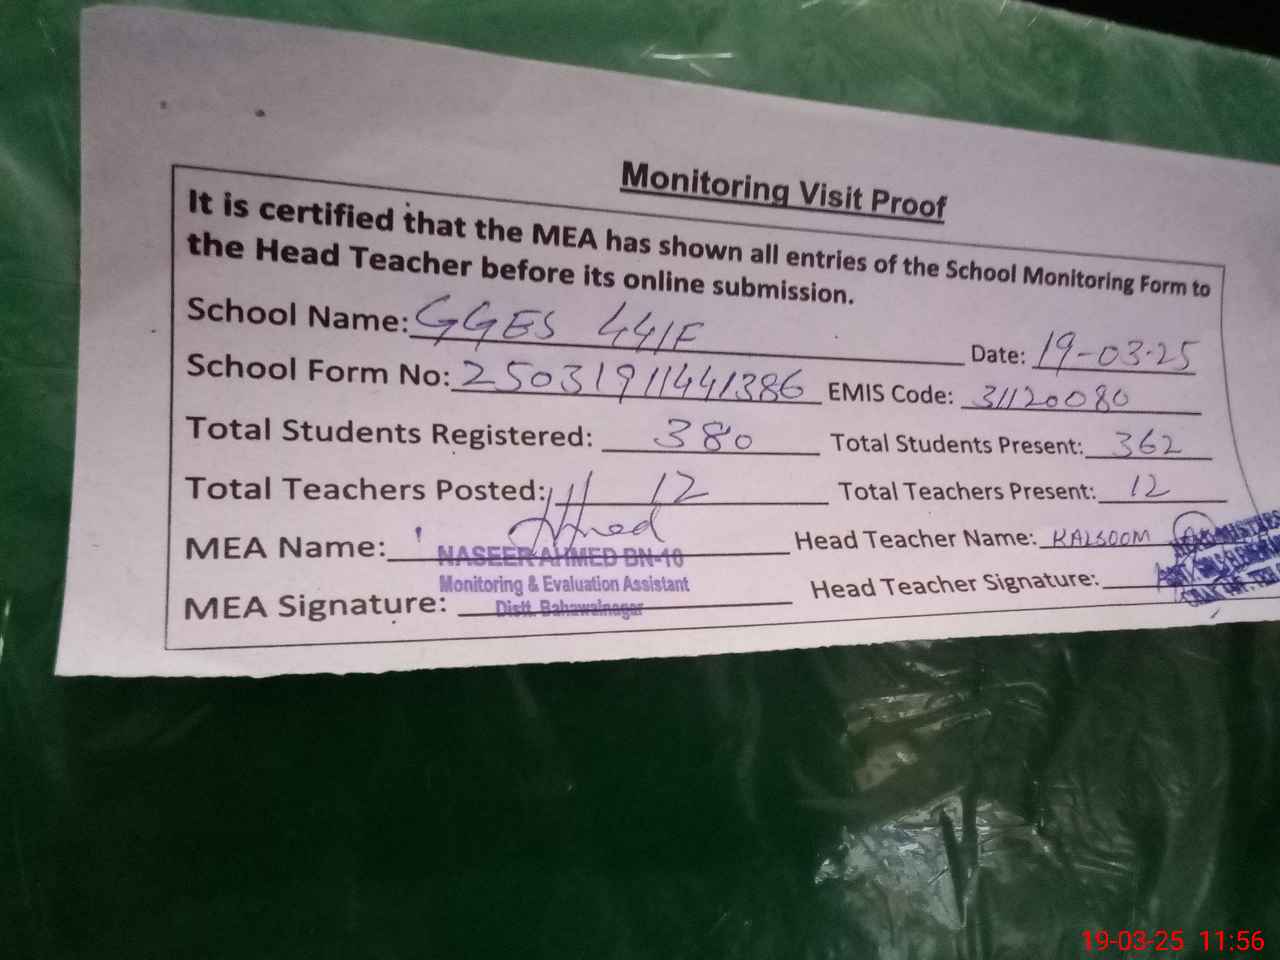 Monitoring Visit Proof
It is certified that the MEA has shown all entries of the School Monitoring Form to
the Head Teacher before its online submission.
School Name: GGES 441F Date: 19-03-25
School Form No: 25031911441386 EMIS Code: 31120080
Total Students Registered: 380 Total Students Present: 362
Total Teachers Posted: 12 Total Teachers Present: 12
MEA Name: Head Teacher Name: KALSOOM
NASEER AHMED BN-10
Monitoring & Evaluation Assistant
MEA Signature: Head Teacher Signature:
Distt. Bahawalnagar
19-03-25 11:56